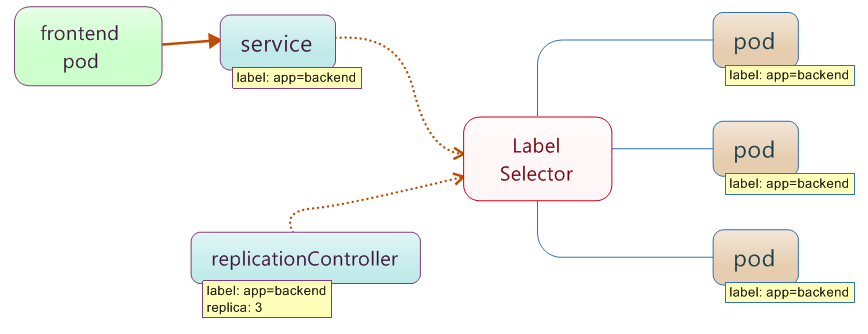 frontend
pod
service
label: app=backend
Label
Selector
replicationController
label: app=backend
replica: 3
pod
label: app=backend
pod
label: app=backend
pod
label: app=backend